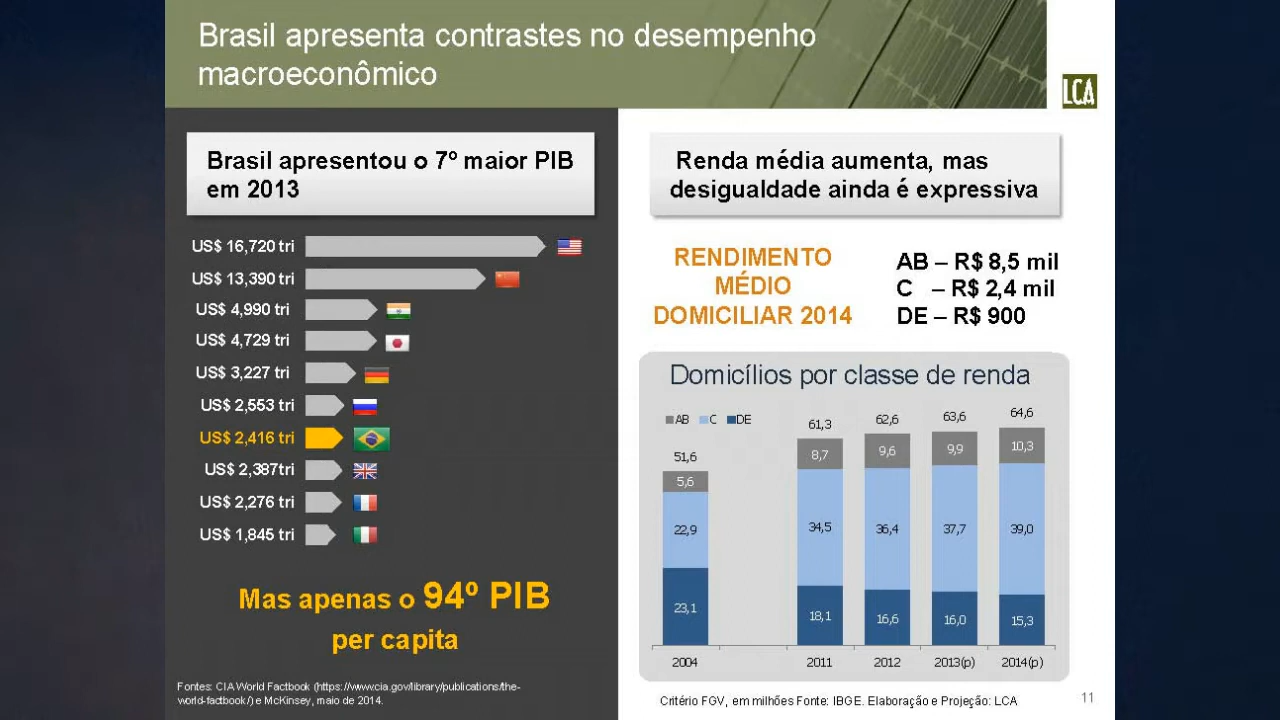 Brasil apresenta contrastes no desempenho
macroeconômico
LCA
Brasil apresentou o 7º maior PIB
em 2013
US$ 16,720 tri
US$ 13,390 tri
US$ 4,990 tri
US$ 4,729 tri
US$ 3,227 tri
US$ 2,553 tri
US$ 2,416 tri
US$ 2,387tri
US$ 2,276 tri
US$ 1,845 tri
Mas apenas o 94º PIB
per capita
Fontes: CIA World Factbook (https://www.cia.gov/library/publications/the-
world-factbook/) e McKinsey, maio de 2014.
Renda média aumenta, mas
desigualdade ainda é expressiva
RENDIMENTO
MÉDIO
DOMICILIAR 2014
AB – R$ 8,5 mil
C – R$ 2,4 mil
DE – R$ 900
Domicílios por classe de renda
AB C DE
51,6 61,3 62,6 63,6 64,6
5,6 8,7 9,6 9,9 10,3
22,9 34,5 36,4 37,7 39,0
23,1 18,1 16,6 16,0 15,3
2004 2011 2012 2013(p) 2014(p)
Critério FGV, em milhões Fonte: IBGE. Elaboração e Projeção: LCA
11